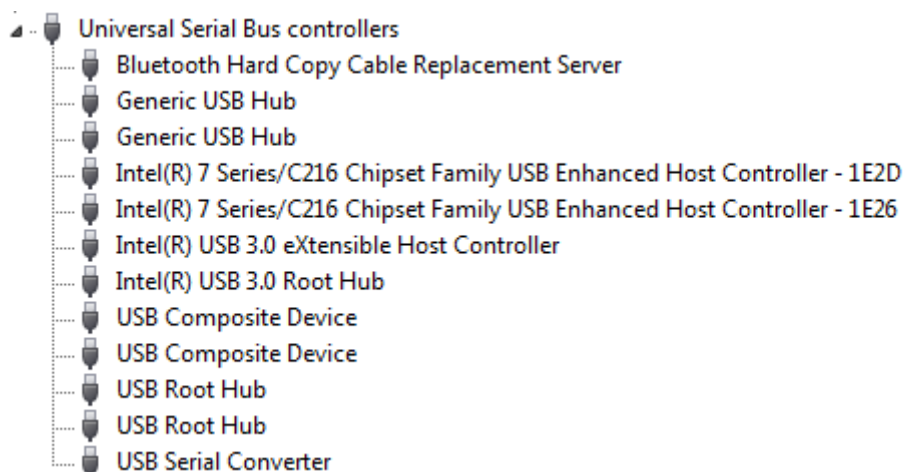 Universal Serial Bus controllers
Bluetooth Hard Copy Cable Replacement Server
Generic USB Hub
Generic USB Hub
Intel(R) 7 Series/C216 Chipset Family USB Enhanced Host Controller - 1E2D
Intel(R) 7 Series/C216 Chipset Family USB Enhanced Host Controller - 1E26
Intel(R) USB 3.0 eXtensible Host Controller
Intel(R) USB 3.0 Root Hub
USB Composite Device
USB Composite Device
USB Root Hub
USB Root Hub
USB Serial Converter